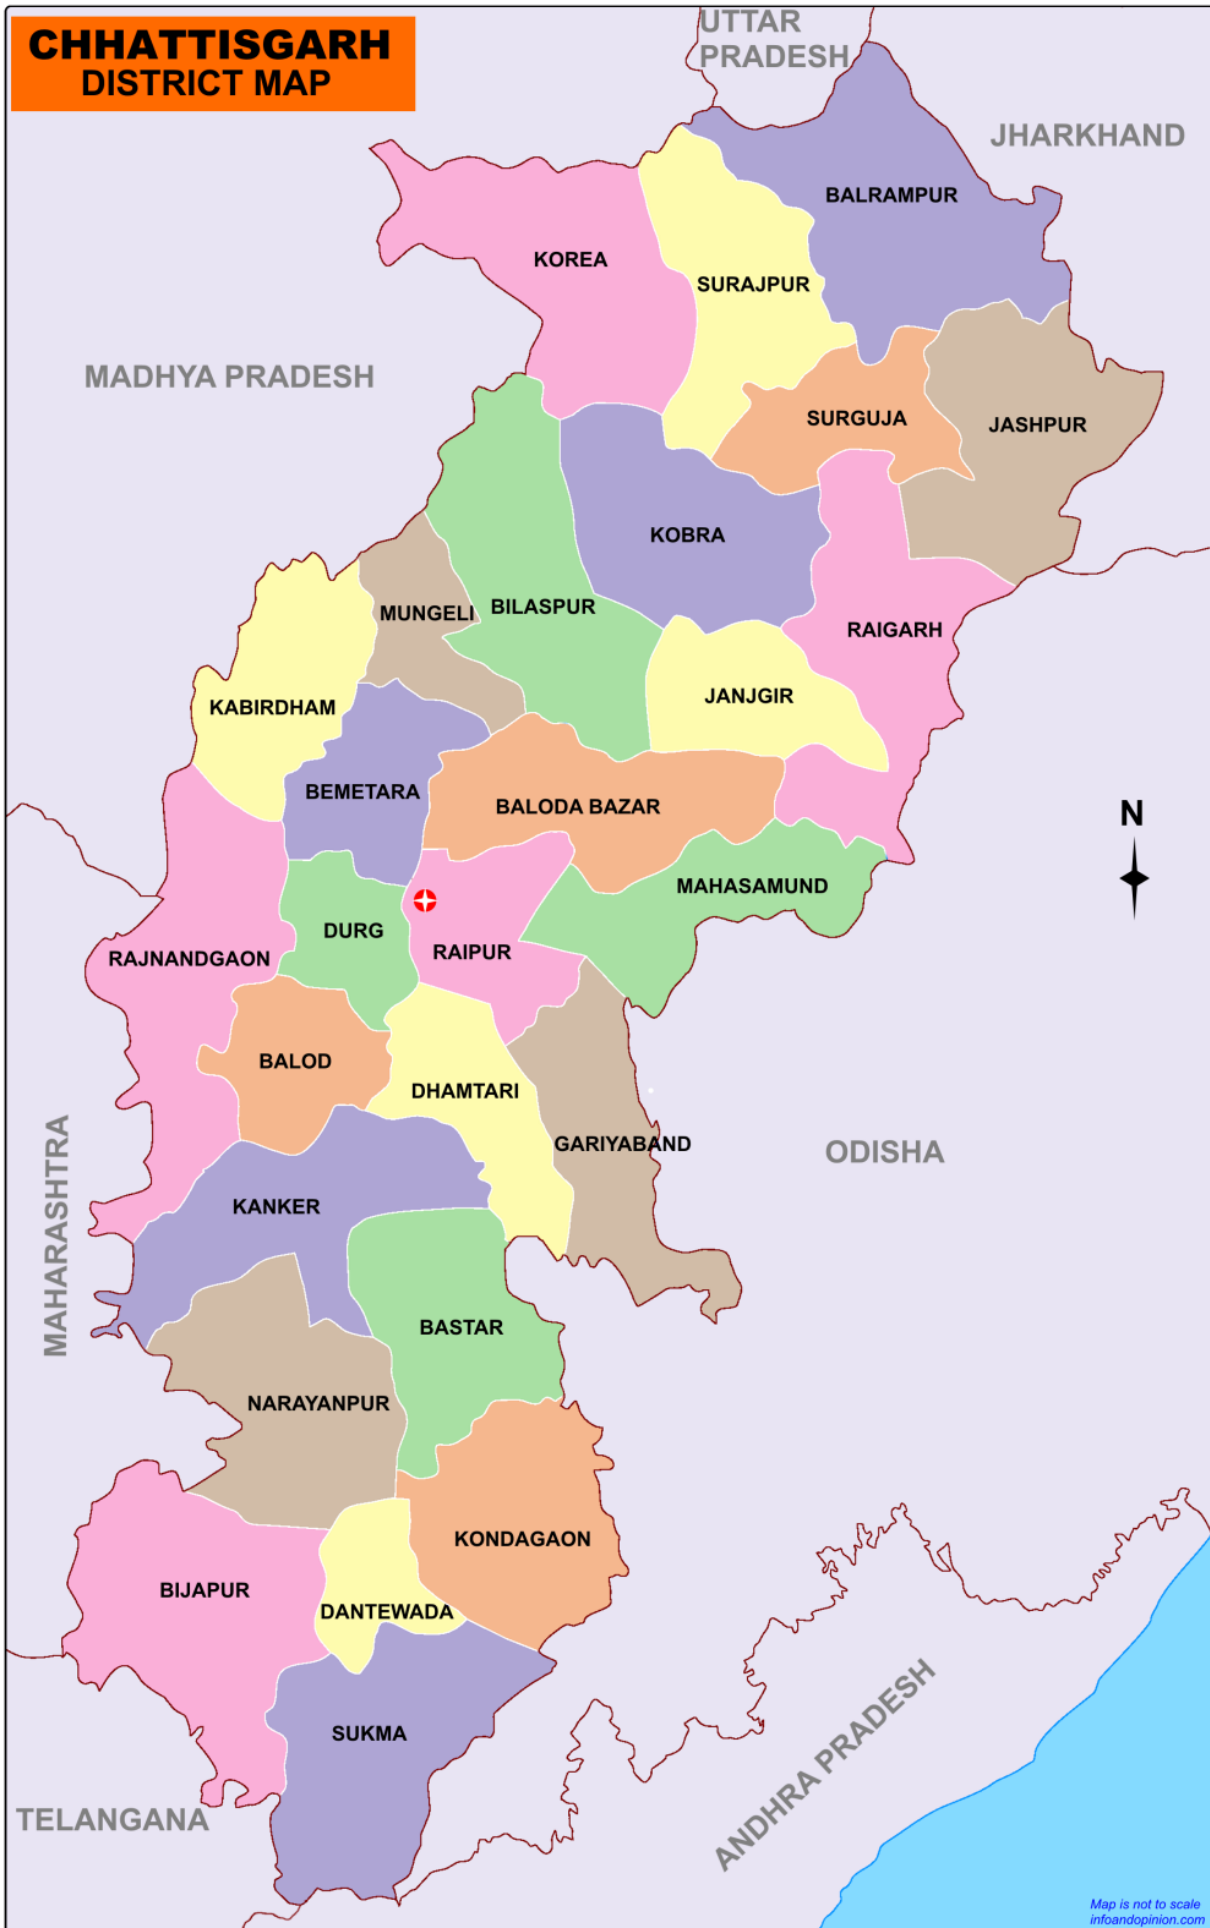 CHHATTISGARH
DISTRICT MAP
UTTAR
PRADESH
JHARKHAND
BALRAMPUR
KOREA
SURAJPUR
MADHYA PRADESH
SURGUJA
JASHPUR
KOBRA
BILASPUR
MUNGELI
RAIGARH
JANJGIR
KABIRDHAM
BEMETARA
BALODA BAZAR
N
MAHASAMUND
DURG
RAIPUR
RAJNANDGAON
BALOD
DHAMTARI
GARIYABAND
ODISHA
MAHARASHTRA
KANKER
BASTAR
NARAYANPUR
KONDAGAON
BIJAPUR
DANTEWADA
SUKMA
ANDHRA PRADESH
TELANGANA
Map is not to scale
infoandopinion.com